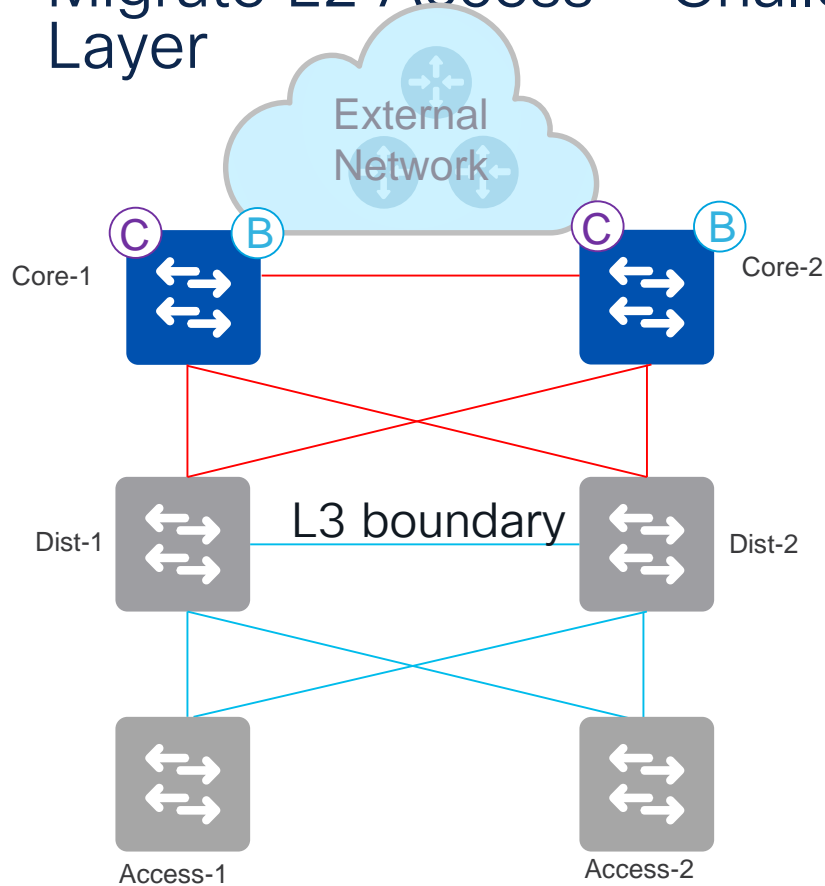 Layer
External
Network
C
B
C
B
Core-1
Core-2
L3 boundary
Dist-1
Dist-2
Access-1
Access-2